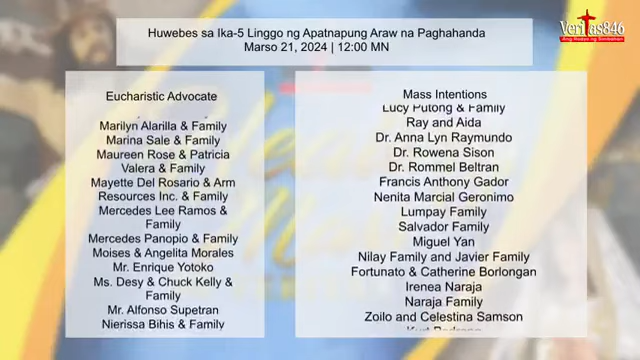 Huwebes sa Ika-5 Linggo ng Apatnapung Araw na Paghahanda
Marso 21, 2024 | 12:00 MN
Veritas846
Ang Radyo ng Simbahan
Eucharistic Advocate
Marilyn Alarilla & Family
Marina Sale & Family
Maureen Rose & Patricia
Valera & Family
Mayette Del Rosario & Arm
Resources Inc. & Family
Mercedes Lee Ramos &
Family
Mercedes Panopio & Family
Moises & Angelita Morales
Mr. Enrique Yotoko
Ms. Desy & Chuck Kelly &
Family
Mr. Alfonso Supetran
Nierissa Bihis & Family
Mass Intentions
Lucy Putong & Family
Ray and Aida
Dr. Anna Lyn Raymundo
Dr. Rowena Sison
Dr. Rommel Beltran
Francis Anthony Gador
Nenita Marcial Geronimo
Lumpay Family
Salvador Family
Miguel Yan
Nilay Family and Javier Family
Fortunato & Catherine Borlongan
Irenea Naraja
Naraja Family
Zoilo and Celestina Samson